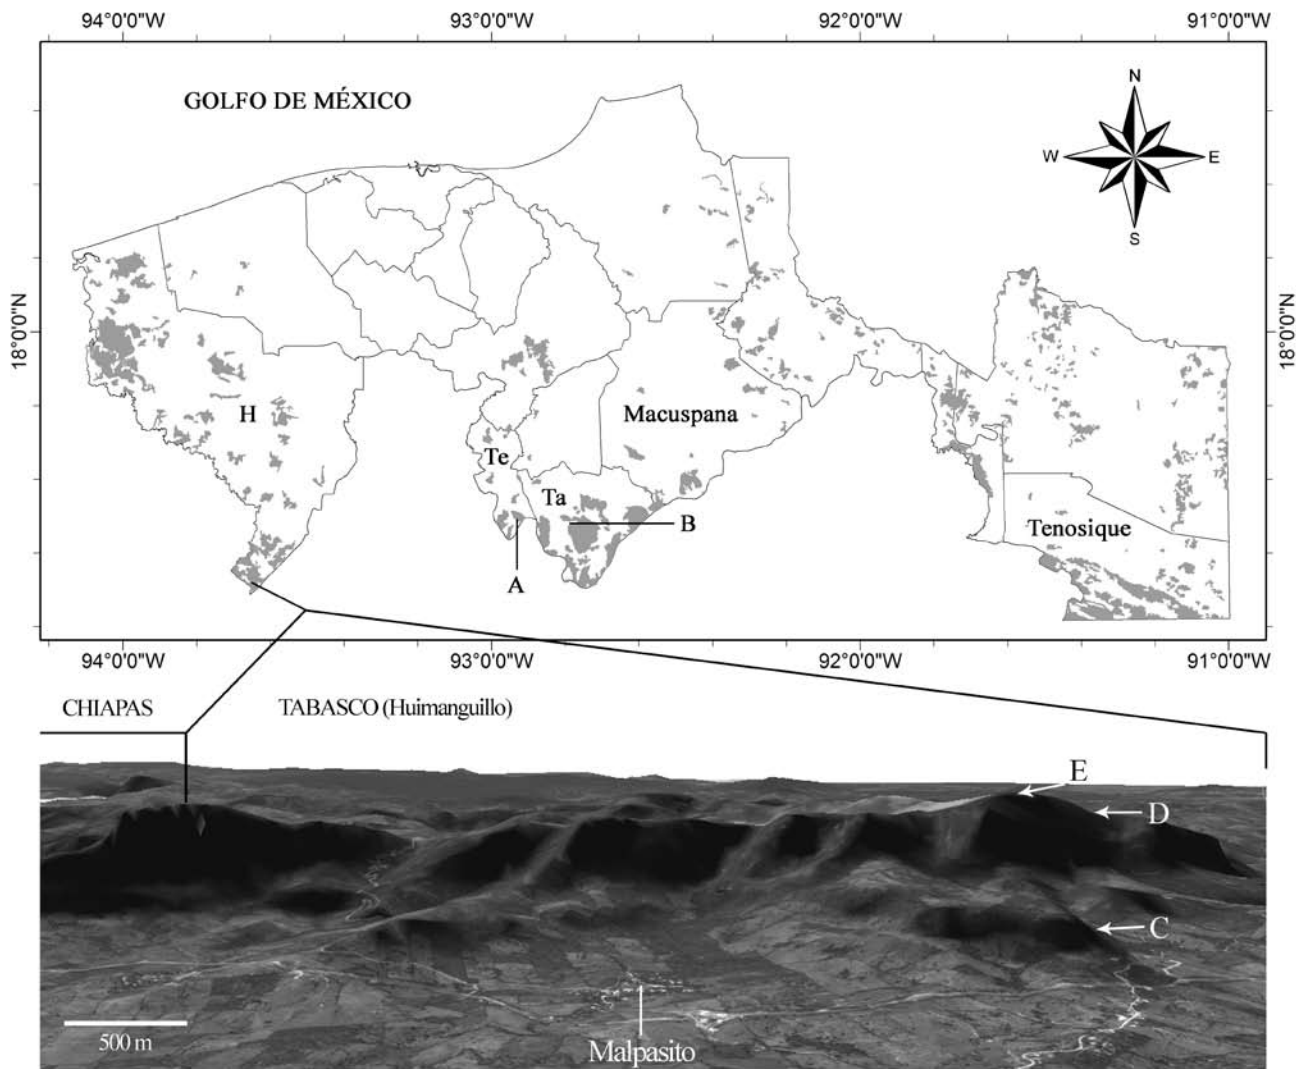 94°0'0"W 93°0'0"W 92°0'0"W 91°0'0"W
GOLFO DE MÉXICO
N
W E
S
18°0'0"N 18°0'0"N
H
Macuspana
Te
Ta
B
Tenosique
A
94°0'0"W 93°0'0"W 92°0'0"W 91°0'0"W
CHIAPAS TABASCO (Huimanguillo)
E
D
C
500 m
Malpasito